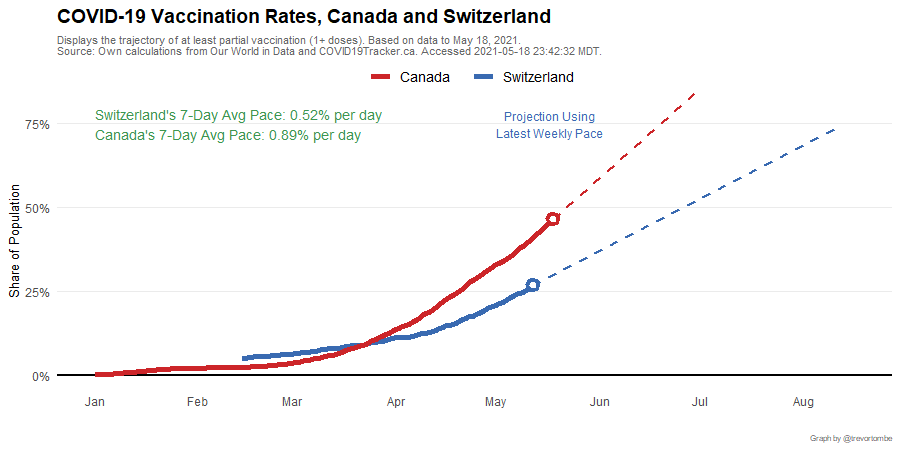 COVID-19 Vaccination Rates, Canada and Switzerland
Displays the trajectory of at least partial vaccination (1+ doses). Based on data to May 18, 2021.
Source: Own calculations from Our World in Data and COVID19Tracker.ca. Accessed 2021-05-18 23:42:32 MDT.
Canada
Switzerland
Switzerland's 7-Day Avg Pace: 0.52% per day
Canada's 7-Day Avg Pace: 0.89% per day
Projection Using
Latest Weekly Pace
Share of Population
75%
50%
25%
0%
Jan
Feb
Mar
Apr
May
Jun
Jul
Aug
Graph by @trevortombe